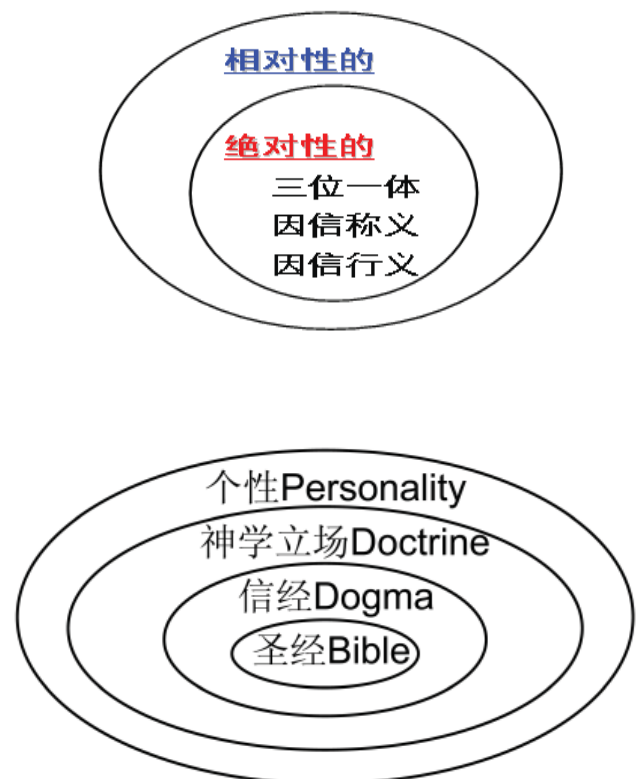 相对性的
绝对性的
三位一体
因信称义
因信行义
个性Personality
神学立场Doctrine
信经Dogma
圣经Bible